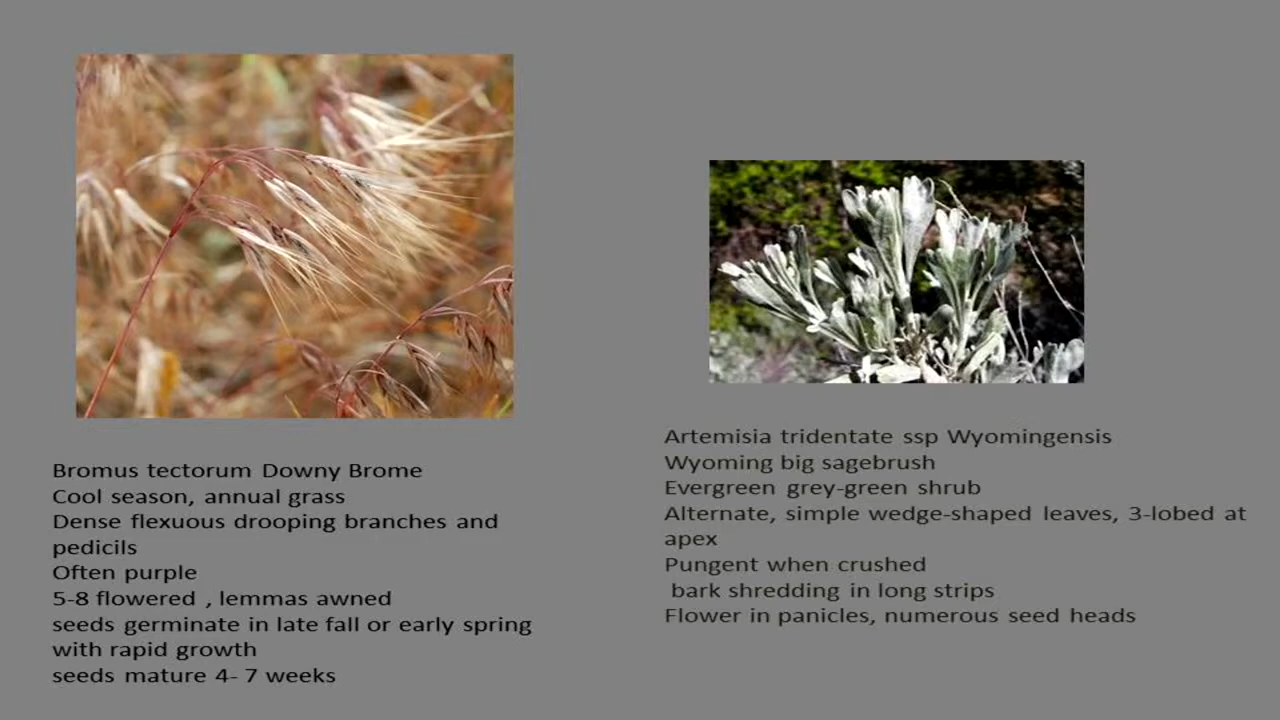 Bromus tectorum Downy Brome
Cool season, annual grass
Dense flexuous drooping branches and
pedicils
Often purple
5-8 flowered , lemmas awned
seeds germinate in late fall or early spring
with rapid growth
seeds mature 4- 7 weeks
Artemisia tridentate ssp Wyomingensis
Wyoming big sagebrush
Evergreen grey-green shrub
Alternate, simple wedge-shaped leaves, 3-lobed at
apex
Pungent when crushed
bark shredding in long strips
Flower in panicles, numerous seed heads